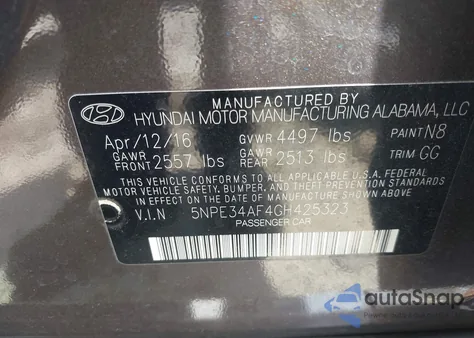 MANUFACTURED BY
HYUNDAI MOTOR MANUFACTURING ALABAMA, LLC
Apr/12/16 GVWR 4497 lbs PAINT N8
GAWR FRONT 2557 lbs GAWR REAR 2513 lbs TRIM GG
THIS VEHICLE CONFORMS TO ALL APPLICABLE U.S.A. FEDERAL
MOTOR VEHICLE SAFETY, BUMPER, AND THEFT PREVENTION STANDARDS
IN EFFECT ON THE DATE OF MANUFACTURE SHOWN ABOVE.
V.I.N 5NPE34AF4GH425323
PASSENGER CAR
autoSnap